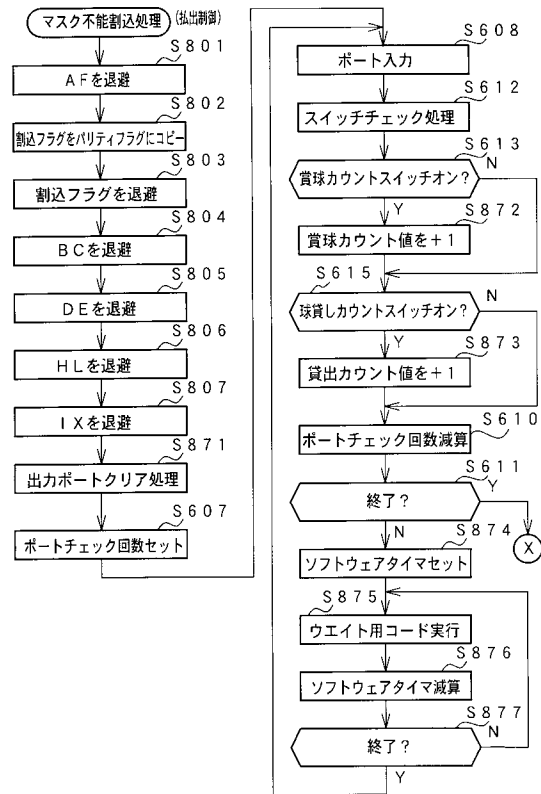 マスク不能割込処理
(払出制御)
S801
AFを退避
S802
割込フラグをパリティフラグにコピー
S803
割込フラグを退避
S804
BCを退避
S805
DEを退避
S806
HLを退避
S807
IXを退避
S871
出力ポートクリア処理
S607
ポートチェック回数セット
S608
ポート入力
S612
スイッチチェック処理
S613
賞球カウントスイッチオン?
N
Y
S872
賞球カウント値を+1
S615
球貸しカウントスイッチオン?
N
Y
S873
貸出カウント値を+1
S610
ポートチェック回数減算
S611
終了?
Y
N
X
S874
ソフトウェアタイマセット
S875
ウエイト用コード実行
S876
ソフトウェアタイマ減算
S877
終了?
N
Y